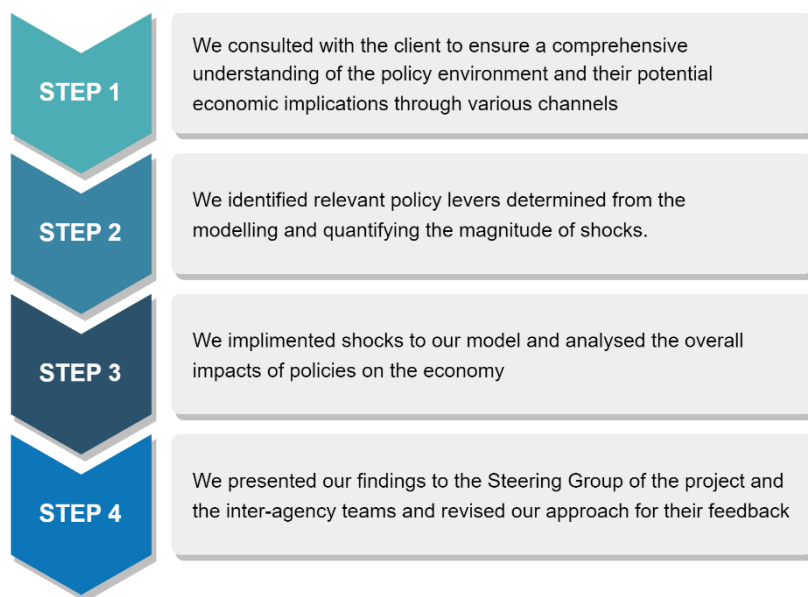 STEP 1
We consulted with the client to ensure a comprehensive
understanding of the policy environment and their potential
economic implications through various channels
STEP 2
We identified relevant policy levers determined from the
modelling and quantifying the magnitude of shocks.
STEP 3
We implimented shocks to our model and analysed the overall
impacts of policies on the economy
STEP 4
We presented our findings to the Steering Group of the project and
the inter-agency teams and revised our approach for their feedback